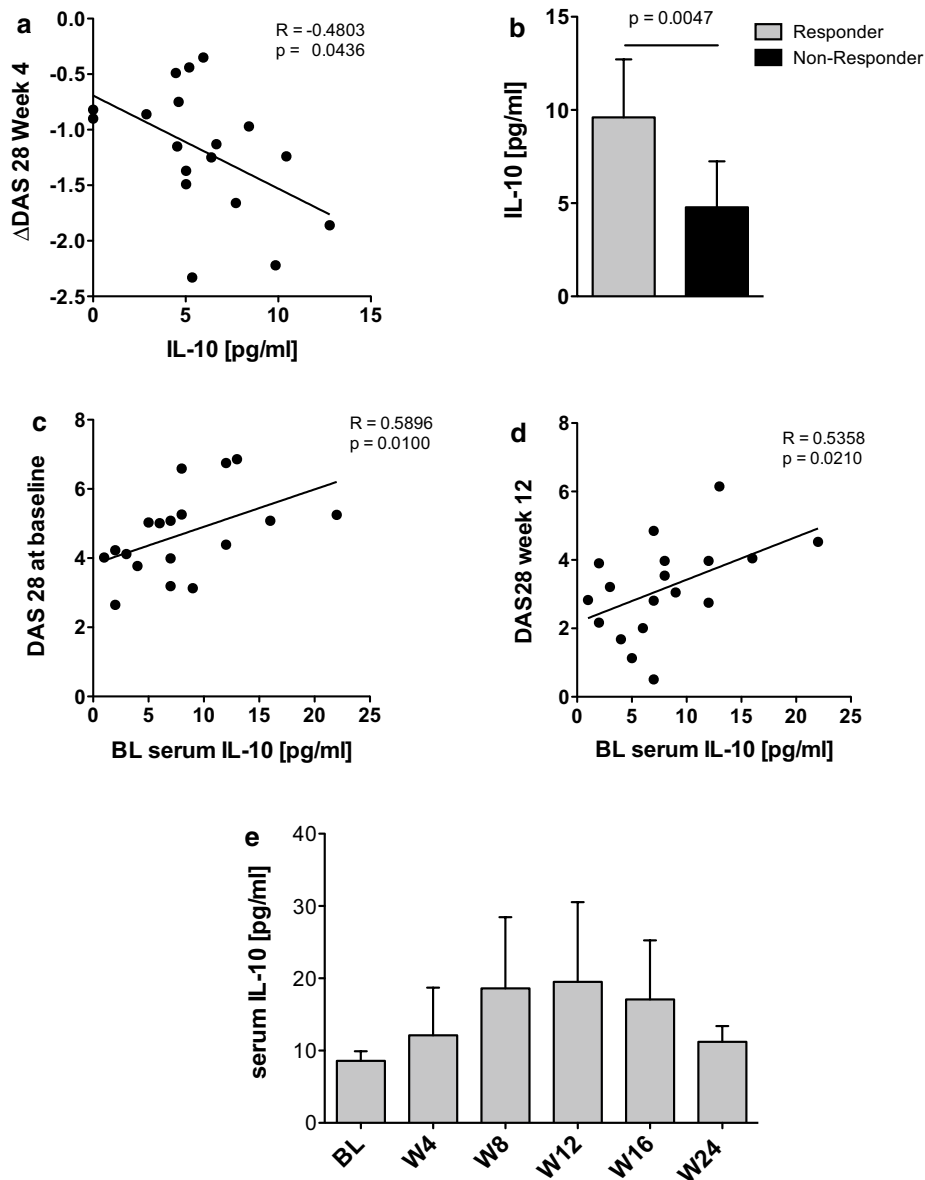 a
R = -0.4803
p = 0.0436
-0.5
-1.0
-1.5
-2.0
-2.5
ΔDAS 28 Week 4
0 5 10 15
IL-10 [pg/ml]
b
p = 0.0047
Responder
Non-Responder
15
10
5
0
IL-10 [pg/ml]
c
R = 0.5896
p = 0.0100
8
6
4
2
0
DAS 28 at baseline
0 5 10 15 20 25
BL serum IL-10 [pg/ml]
d
R = 0.5358
p = 0.0210
8
6
4
2
0
DAS28 week 12
0 5 10 15 20 25
BL serum IL-10 [pg/ml]
e
40
30
20
10
0
serum IL-10 [pg/ml]
BL W4 W8 W12 W16 W24